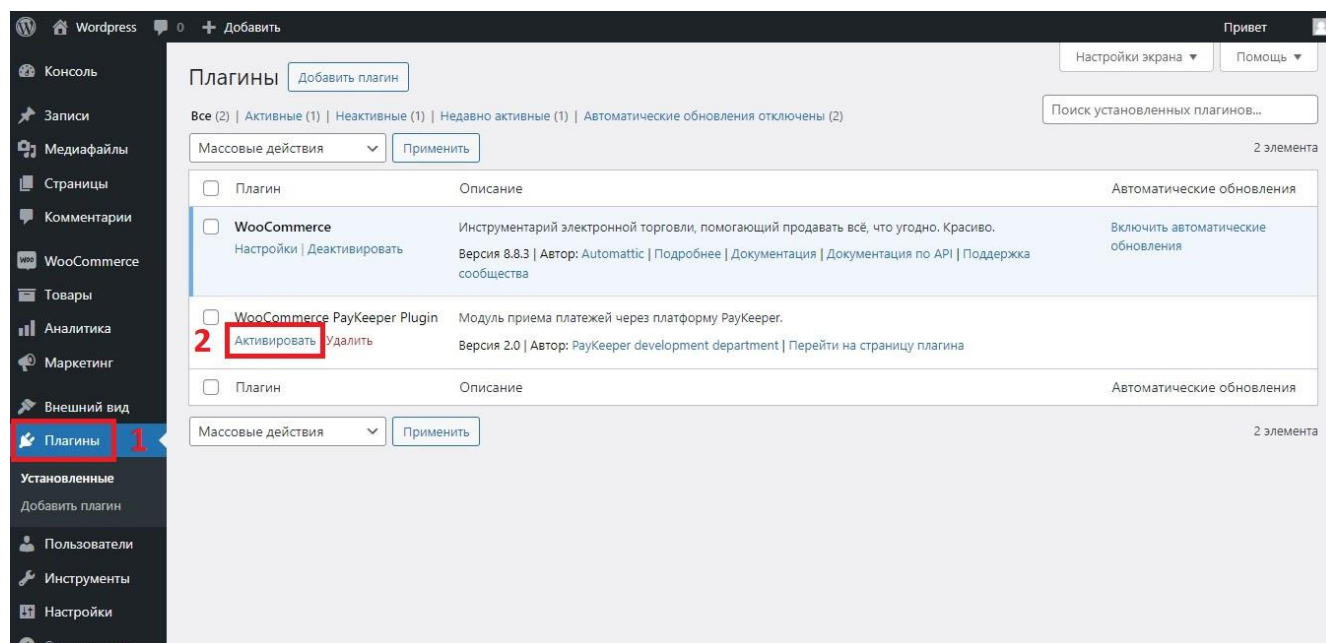 Wordpress 0 + Добавить Привет
Настройки экрана ▼ Помощь ▼
Консоль
Записи
Медиафайлы
Страницы
Комментарии
WooCommerce
Товары
Аналитика
Маркетинг
Внешний вид
Плагины 1
Установленные
Добавить плагин
Пользователи
Инструменты
Настройки
Плагины Добавить плагин
Все (2) | Активные (1) | Неактивные (1) | Недавно активные (1) | Автоматические обновления отключены (2)
Поиск установленных плагинов...
Массовые действия Применить 2 элемента
Плагин Описание Автоматические обновления
WooCommerce
Настройки | Деактивировать
Инструментарий электронной торговли, помогающий продавать всё, что угодно. Красиво.
Версия 8.8.3 | Автор: Automattic | Подробнее | Документация | Документация по API | Поддержка
сообщества
Включить автоматические
обновления
WooCommerce PayKeeper Plugin
2 Активировать Удалить
Модуль приема платежей через платформу PayKeeper.
Версия 2.0 | Автор: PayKeeper development department | Перейти на страницу плагина
Плагин Описание Автоматические обновления
Массовые действия Применить 2 элемента